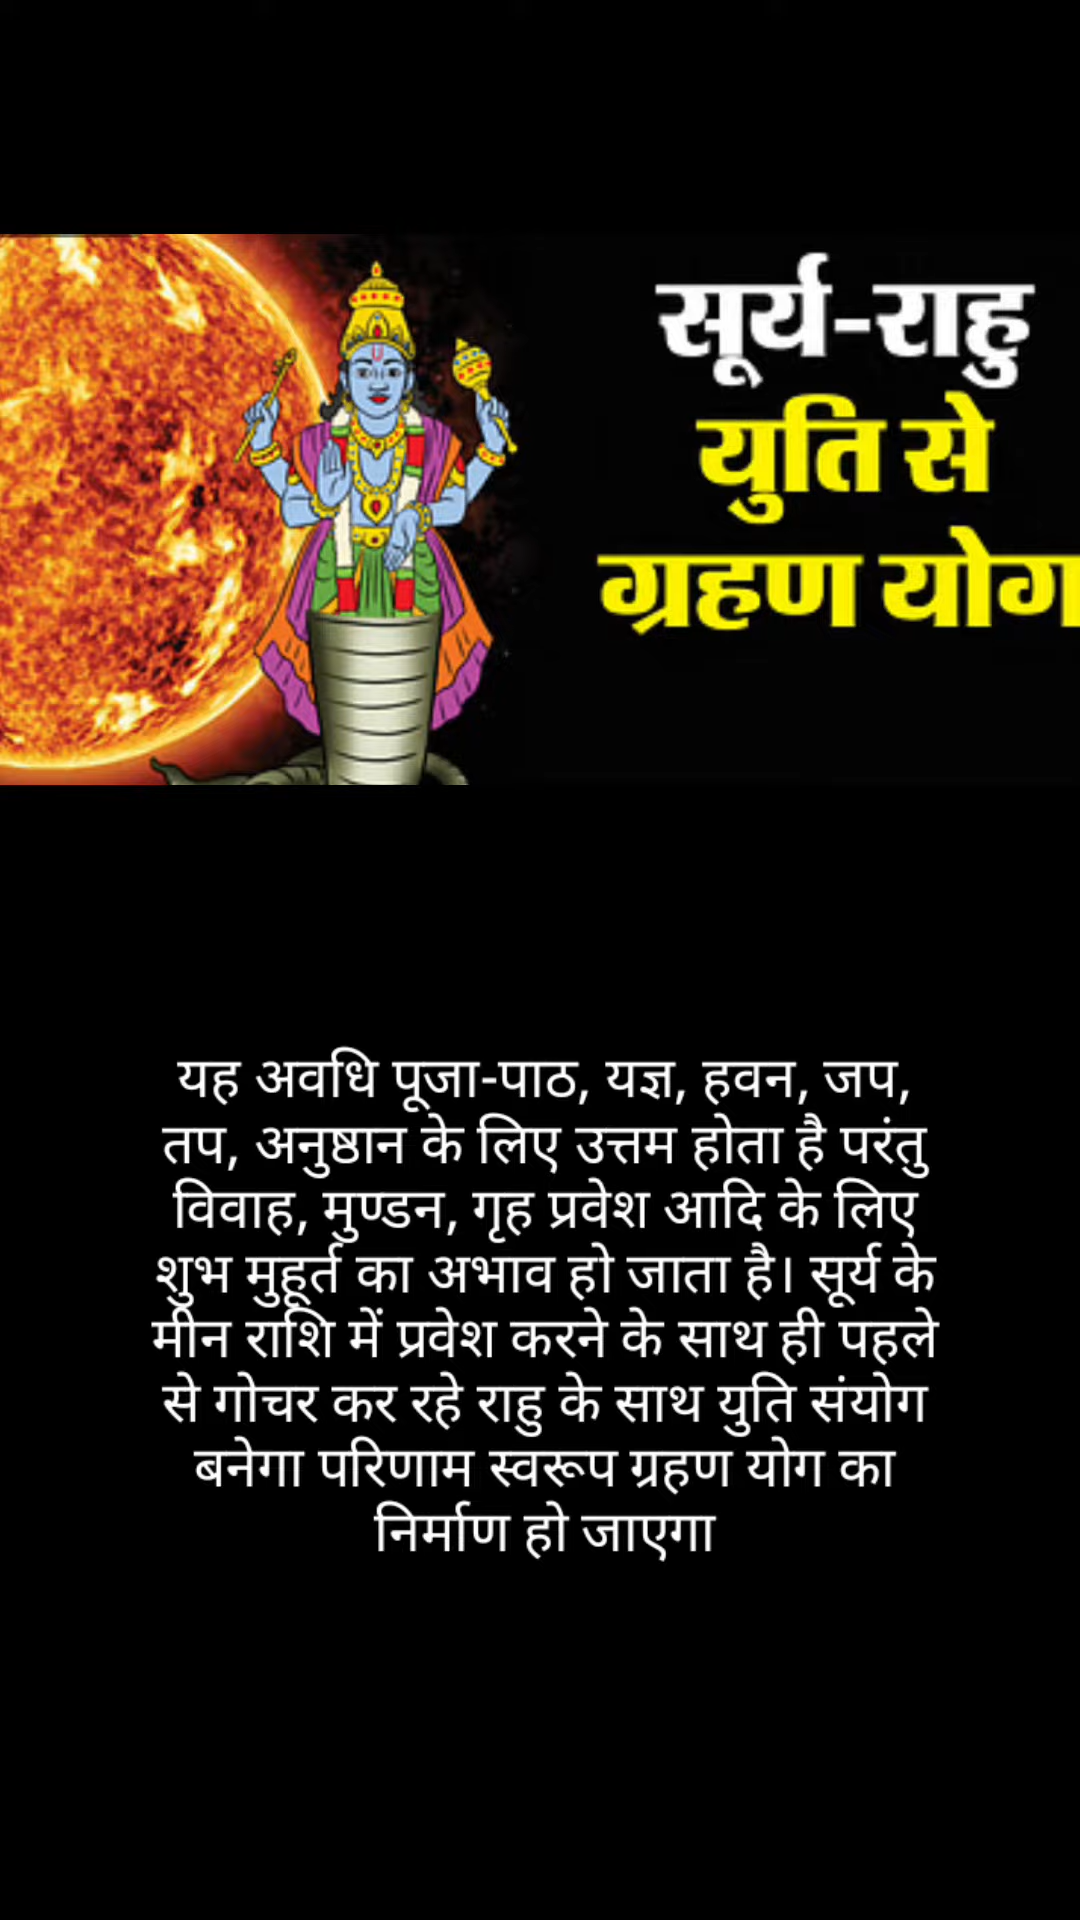 सूर्य-राहु
युति से
ग्रहण योग
यह अवधि पूजा-पाठ, यज्ञ, हवन, जप,
तप, अनुष्ठान के लिए उत्तम होता है परंतु
विवाह, मुण्डन, गृह प्रवेश आदि के लिए
शुभ मुहूर्त का अभाव हो जाता है। सूर्य के
मीन राशि में प्रवेश करने के साथ ही पहले
से गोचर कर रहे राहु के साथ युति संयोग
बनेगा परिणाम स्वरूप ग्रहण योग का
निर्माण हो जाएगा